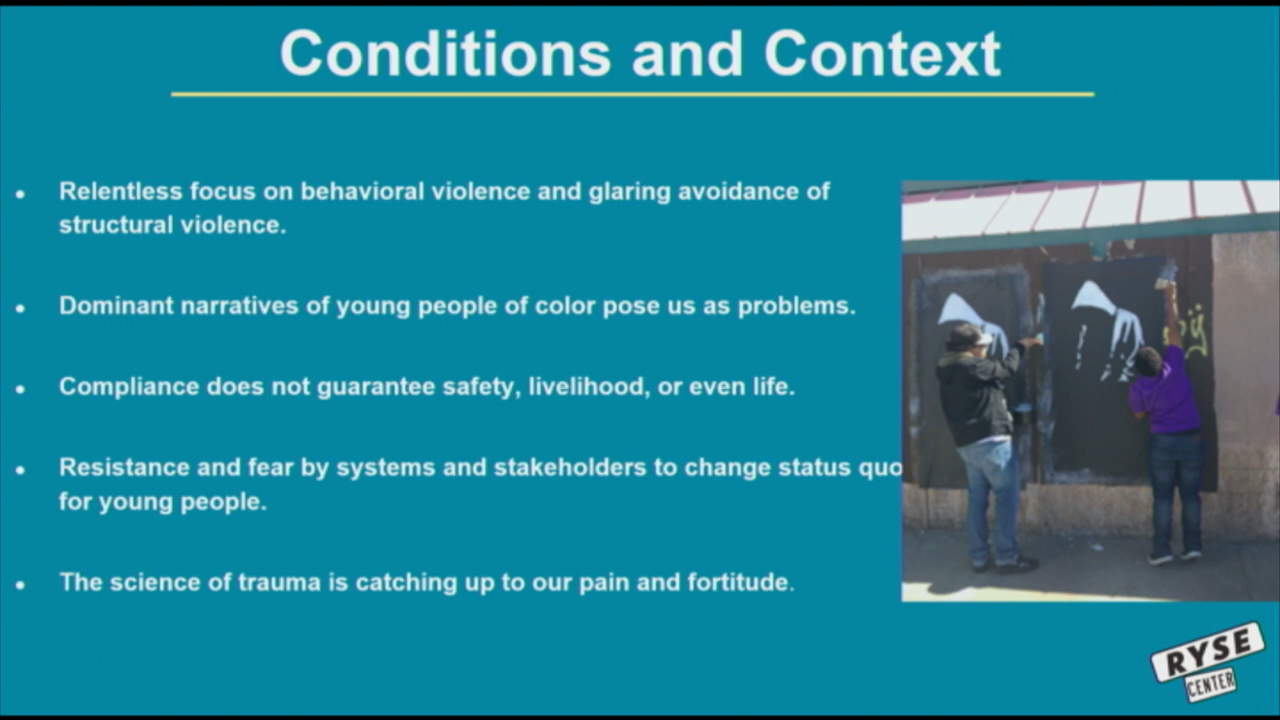 Conditions and Context
• Relentless focus on behavioral violence and glaring avoidance of
structural violence.
• Dominant narratives of young people of color pose us as problems.
• Compliance does not guarantee safety, livelihood, or even life.
• Resistance and fear by systems and stakeholders to change status quo
for young people.
• The science of trauma is catching up to our pain and fortitude.
RYSE
CENTER